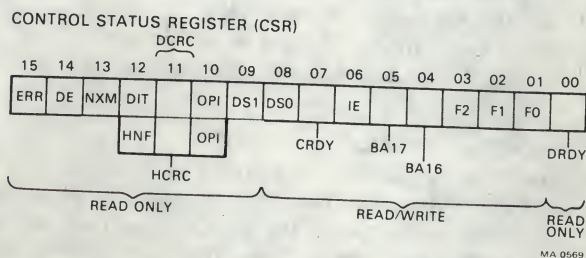 CONTROL STATUS REGISTER (CSR)
DCRC
15 14 13 12 11 10 09 08 07 06 05 04 03 02 01 00
ERR DE NXM DIT OPI DS1 DS0 IE F2 F1 F0
HNF OPI
CRDY BA17 DRDY
BA16
HCRC
READ ONLY READ/WRITE READ ONLY
MA 0569